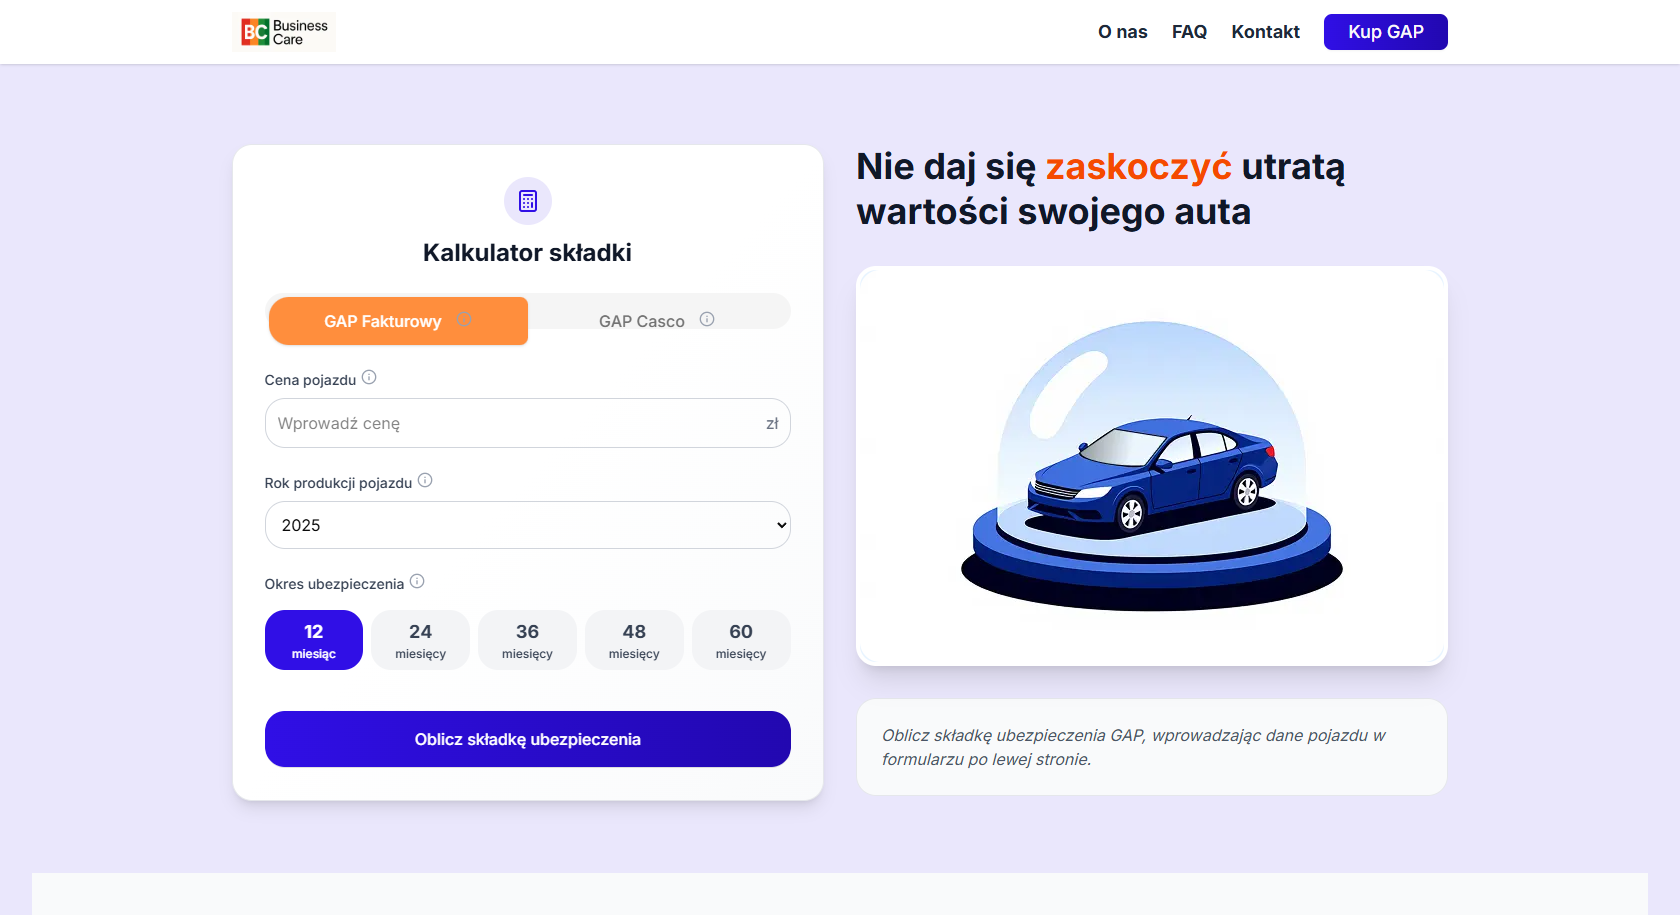 BC Business
Care
O nas
FAQ
Kontakt
Kup GAP
Kalkulator składki
GAP Fakturowy
GAP Casco
Cena pojazdu
Wprowadź cenę
zł
Rok produkcji pojazdu
2025
Okres ubezpieczenia
12
miesiąc
24
miesięcy
36
miesięcy
48
miesięcy
60
miesięcy
Oblicz składkę ubezpieczenia
Nie daj się zaskoczyć utratą
wartości swojego auta
Oblicz składkę ubezpieczenia GAP, wprowadzając dane pojazdu w
formularzu po lewej stronie.